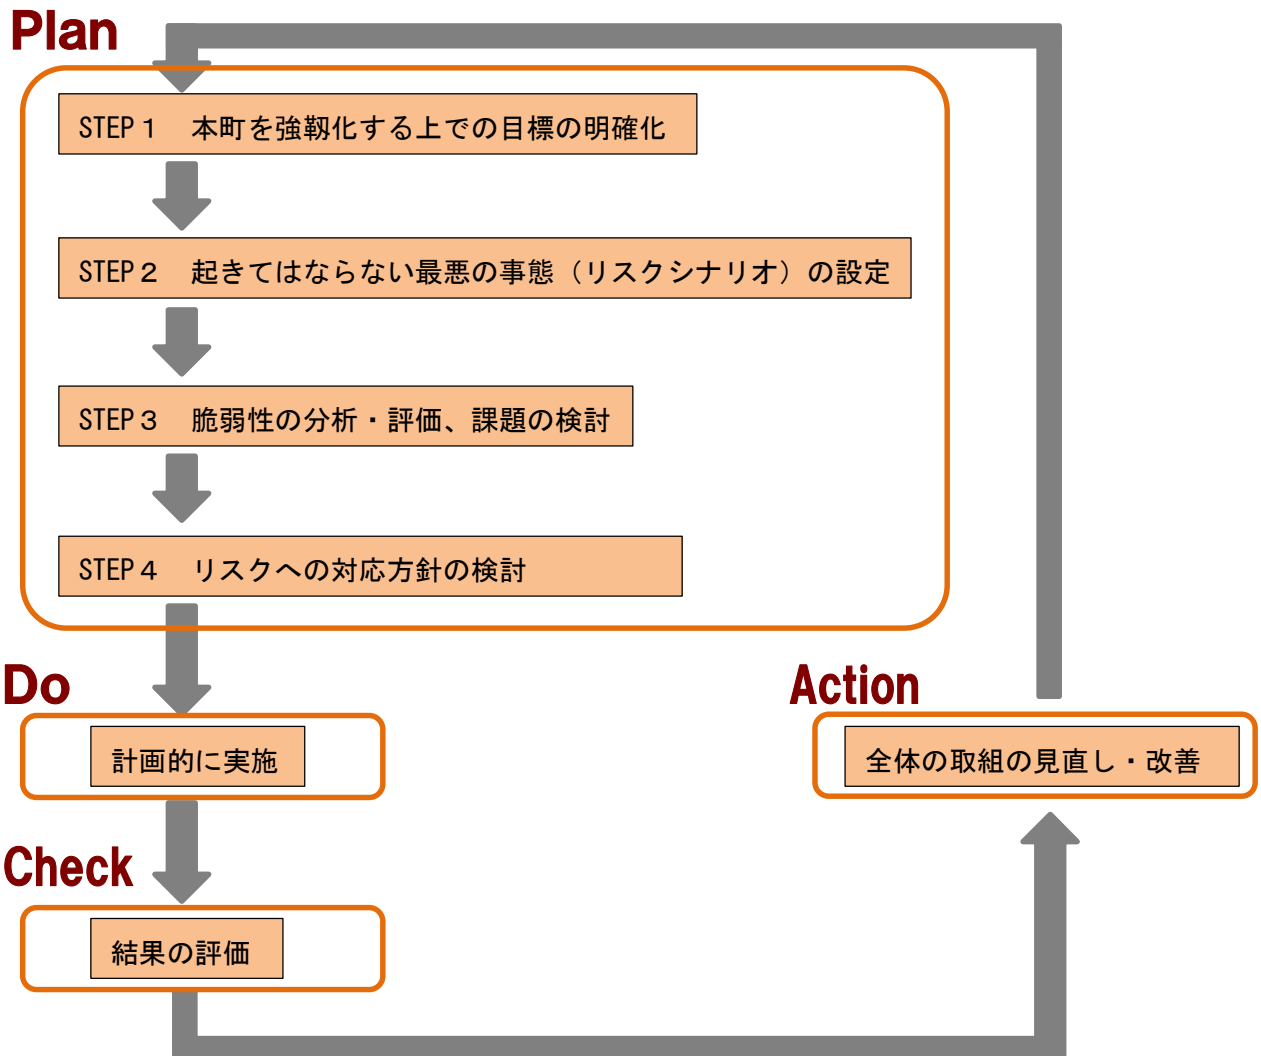 Plan
STEP１　本町を強靱化する上での目標の明確化
STEP２　起きてはならない最悪の事態（リスクシナリオ）の設定
STEP３　脆弱性の分析・評価、課題の検討
STEP４　リスクへの対応方針の検討
Do
計画的に実施
Check
結果の評価
Action
全体の取組の見直し・改善